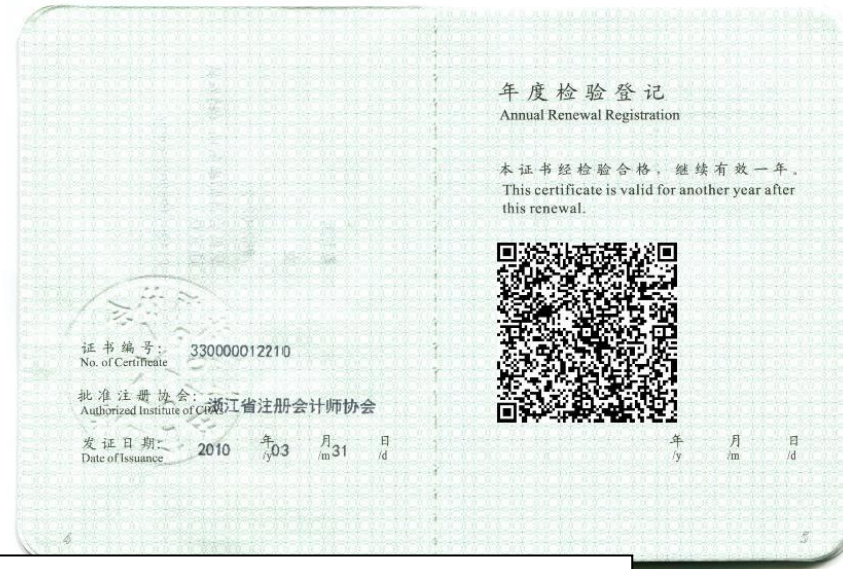 证书编号: 330000012210
No. of Certificate
批准注册协会: 浙江省注册会计师协会
Authorized Institute of CPAs
发证日期: 2010 年 03 月 31 日
Date of Issuance /y /m /d
年度检验登记
Annual Renewal Registration
本证书经检验合格，继续有效一年。
This certificate is valid for another year after
this renewal.
年 月 日
/y /m /d
5